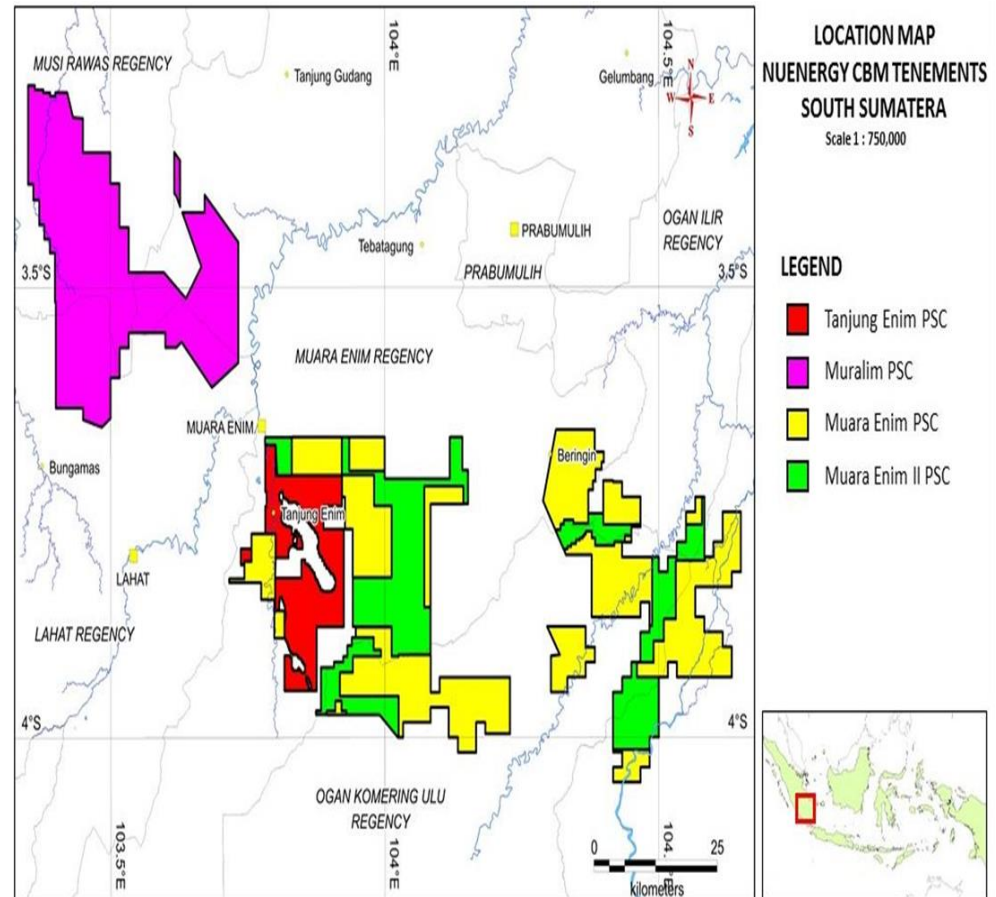 LOCATION MAP
NUENERGY CBM TENEMENTS
SOUTH SUMATERA
Scale 1 : 750,000
N
W
E
S
LEGEND
Tanjung Enim PSC
Muralim PSC
Muara Enim PSC
Muara Enim II PSC
104°E
104.5°E
MUSI RAWAS REGENCY
Tanjung Gudang
Gelumbang
OGAN ILIR
REGENCY
PRABUMULIH
Tebatagung
PRABUMULIH
3.5°S
3.5°S
MUARA ENIM REGENCY
MUARA ENIM
Beringin
Bungamas
Tanjung Enim
LAHAT
LAHAT REGENCY
4°S
4°S
OGAN KOMERING ULU
REGENCY
103.5°E
104°E
104.
0
25
kilometers